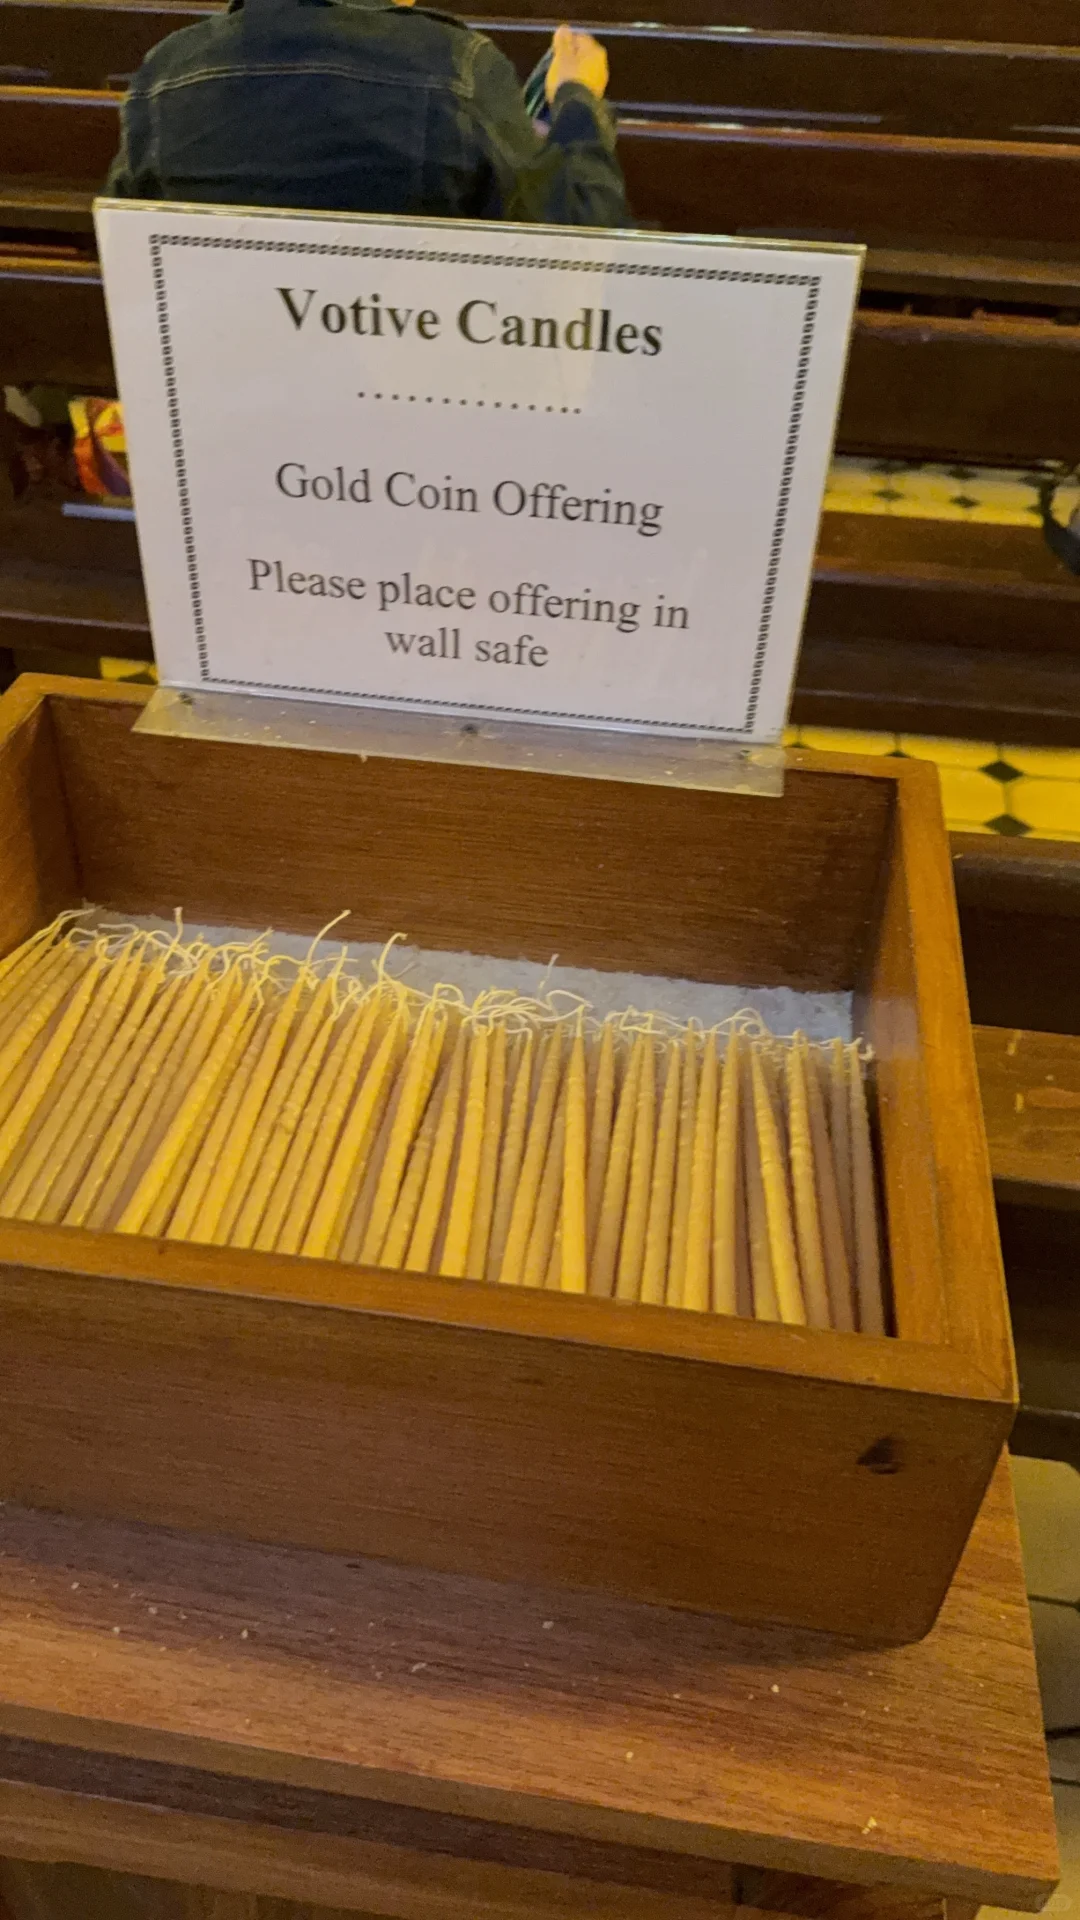 Votive Candles
..............
Gold Coin Offering
Please place offering in
wall safe